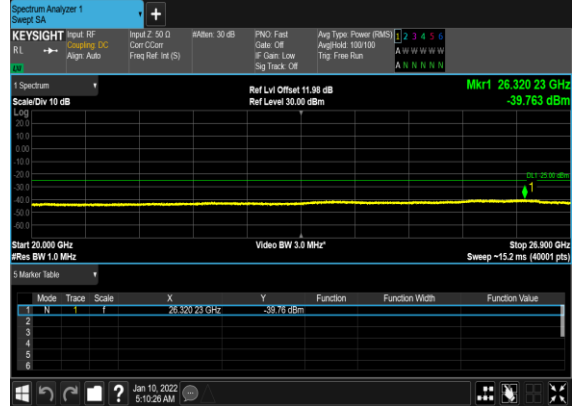 Spectrum Analyzer 1
Swept SA
+
KEYSIGHT Input: RF Input Z: 50 Ω #Atten: 30 dB PNO: Fast Avg Type: Power (RMS) 1 2 3 4 5 6
RL Coupling: DC Corr CCorr Gate: Off Avg|Hold: 100/100 A W W W W W
Align: Auto Freq Ref: Int (S) IF Gain: Low Trig: Free Run A N N N N N
Sig Track: Off
1 Spectrum Ref Lvl Offset 11.98 dB Mkr1 26.320 23 GHz
Scale/Div 10 dB Ref Level 30.00 dBm -39.763 dBm
Log
20.0
10.0
0.00
-10.0
-20.0
DL1 -25.00 dBm
-30.0
1
-40.0
-50.0
-60.0
Start 20.000 GHz Video BW 3.0 MHz* Stop 26.900 GHz
#Res BW 1.0 MHz Sweep ~15.2 ms (40001 pts)
5 Marker Table
Mode Trace Scale X Y Function Function Width Function Value
1 N 1 f 26.320 23 GHz -39.76 dBm
2
3
4
5
6
? Jan 10, 2022
5:10:26 AM